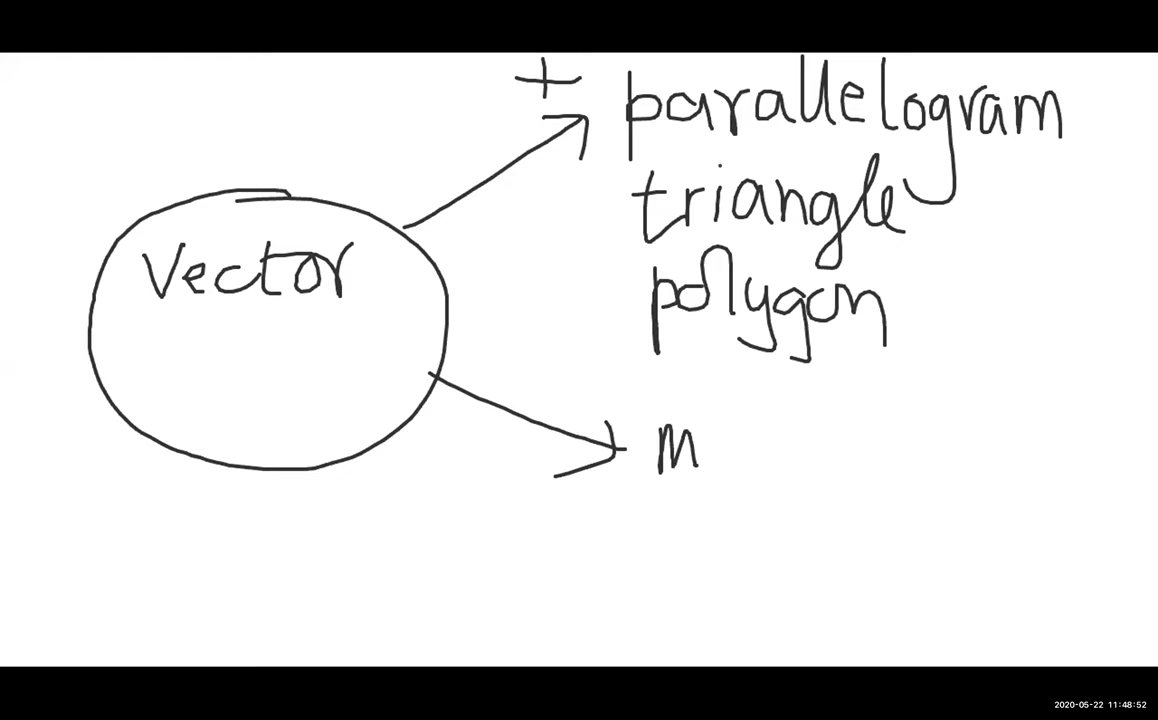 +
parallelogram
triangle
polygon
Vector
m
2020-05-22 11:48:52